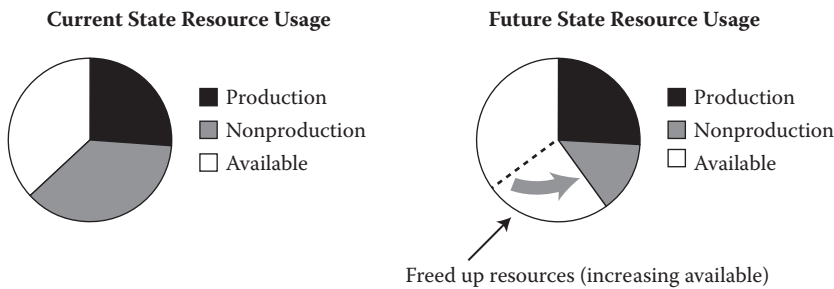 Current State Resource Usage
Production
Nonproduction
Available
Future State Resource Usage
Production
Nonproduction
Available
Freed up resources (increasing available)